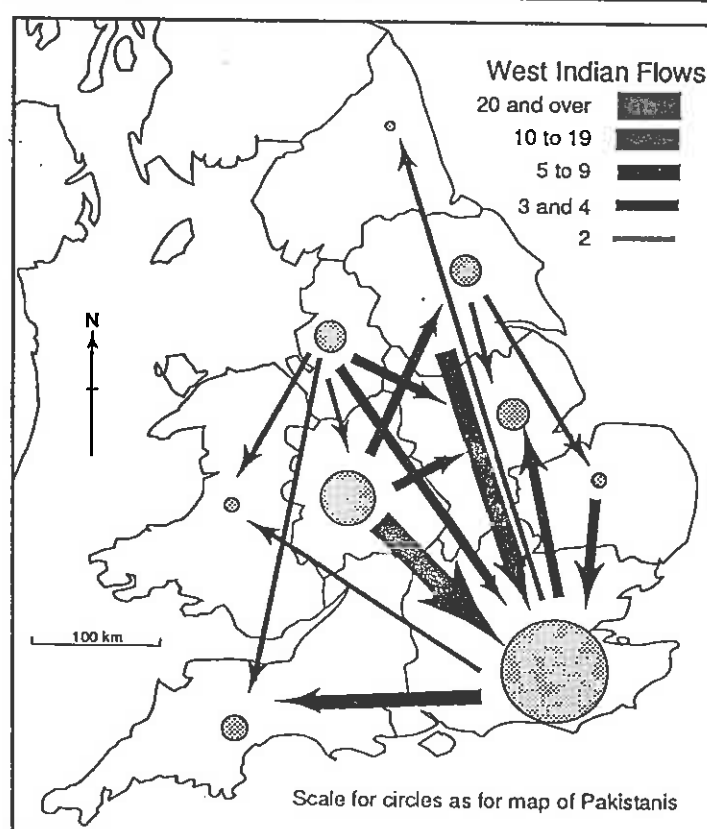 West Indian Flows
20 and over
10 to 19
5 to 9
3 and 4
2
N
100 km
Scale for circles as for map of Pakistanis